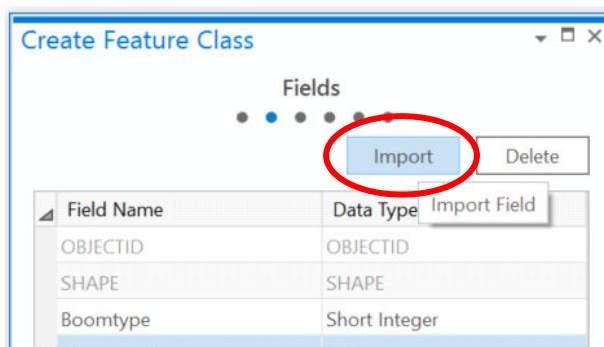 Create Feature Class
Fields
Import Delete
Import Field
Field Name Data Type
OBJECTID OBJECTID
SHAPE SHAPE
Boomtype Short Integer